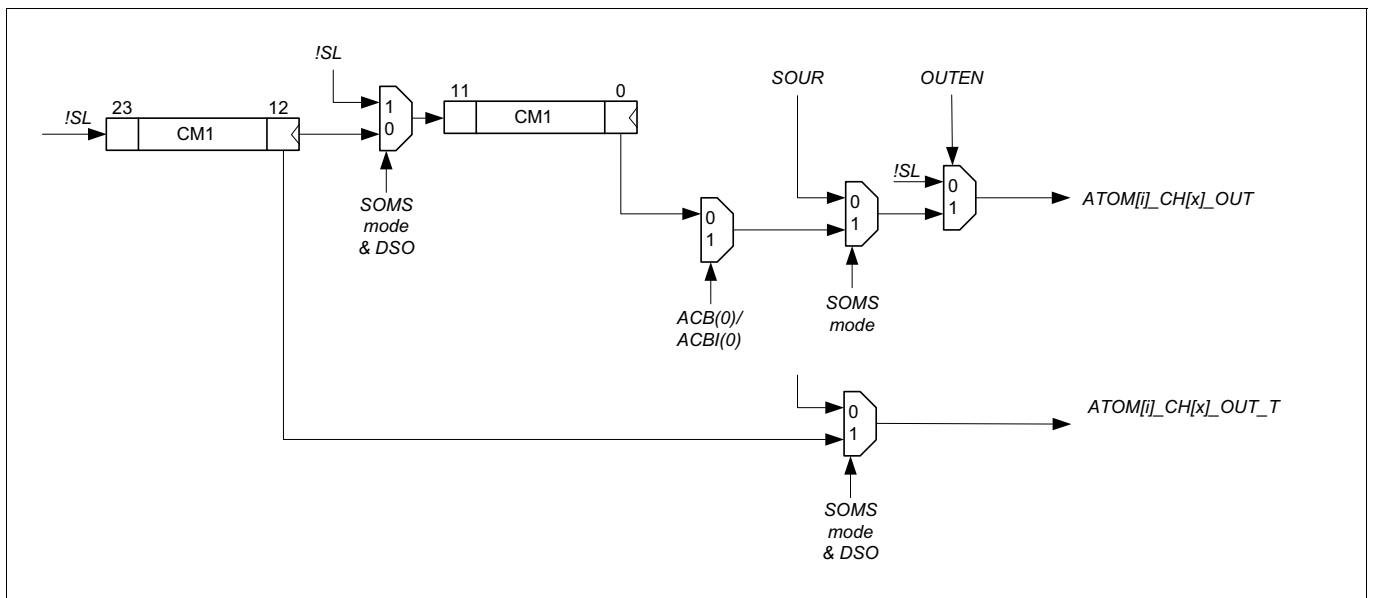 !SL
SOUR
OUTEN
!SL
23
12
CM1
1
0
11
0
CM1
SOMS
mode
& DSO
!SL
0
1
ATOM[i]_CH[x]_OUT
0
1
0
1
ACB(0)/
ACBI(0)
SOMS
mode
0
1
ATOM[i]_CH[x]_OUT_T
SOMS
mode
& DSO